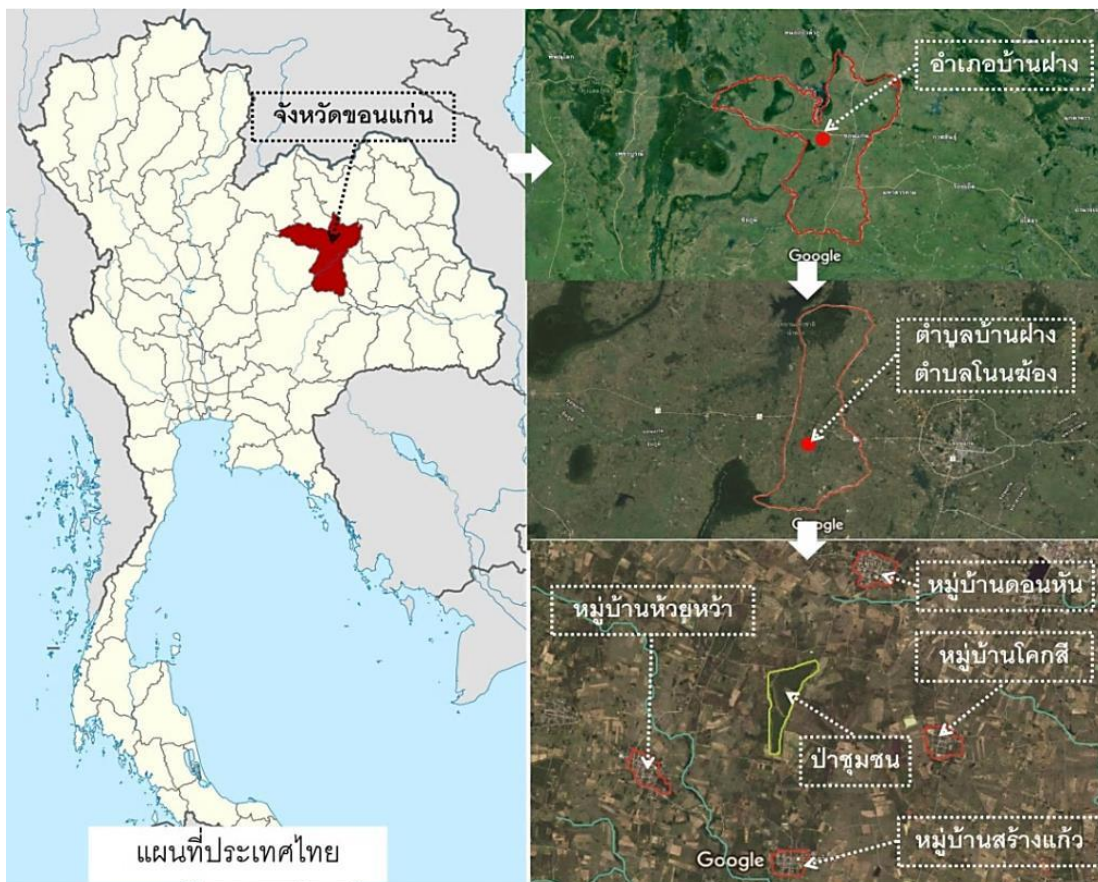 จังหวัดขอนแก่น
แผนที่ประเทศไทย
อำเภอบ้านฝาง
Google
ตำบลบ้านฝาง
ตำบลโนนฆ้อง
Google
หมู่บ้านดอนหัน
หมู่บ้านห้วยหว้า
หมู่บ้านโคกสี
ป่าชุมชน
หมู่บ้านสร้างแก้ว
Google